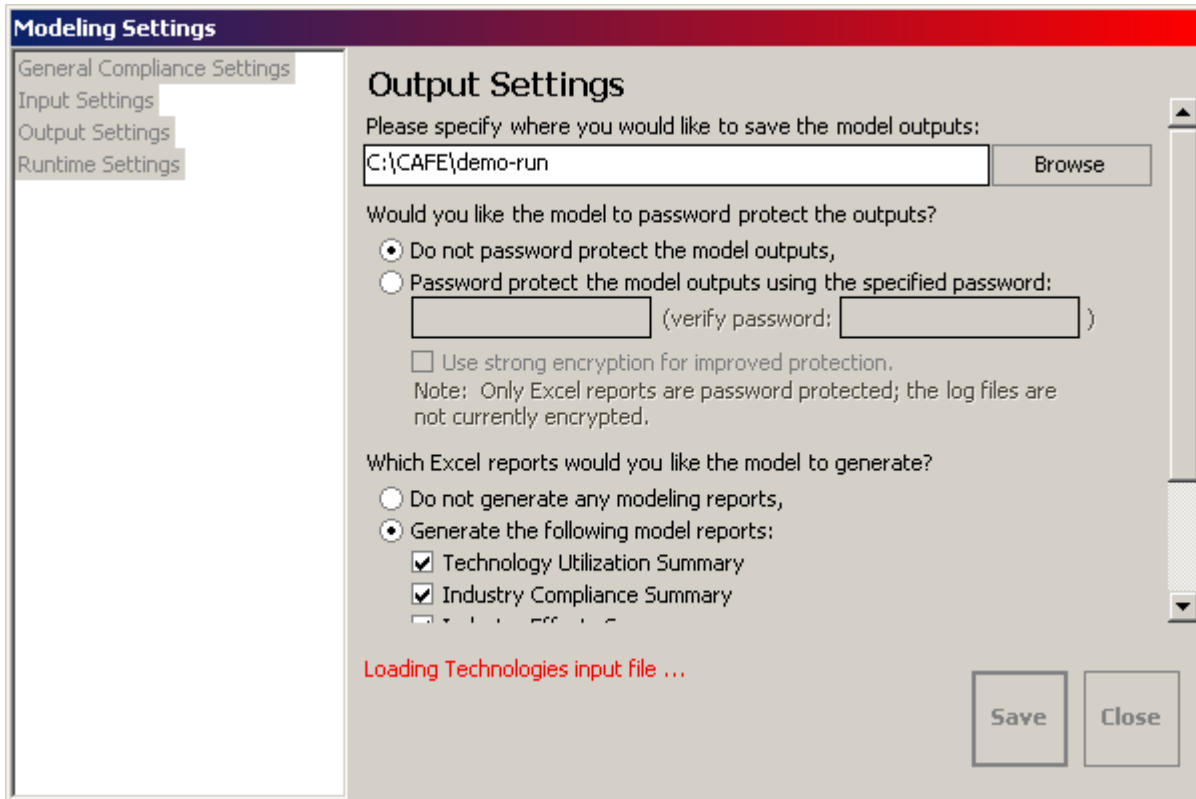 Modeling Settings
General Compliance Settings
Input Settings
Output Settings
Runtime Settings
Output Settings
Please specify where you would like to save the model outputs:
C:\CAFE\demo-run
Browse
Would you like the model to password protect the outputs?
Do not password protect the model outputs,
Password protect the model outputs using the specified password:
(verify password: )
Use strong encryption for improved protection.
Note: Only Excel reports are password protected; the log files are
not currently encrypted.
Which Excel reports would you like the model to generate?
Do not generate any modeling reports,
Generate the following model reports:
Technology Utilization Summary
Industry Compliance Summary
Loading Technologies input file ...
Save
Close